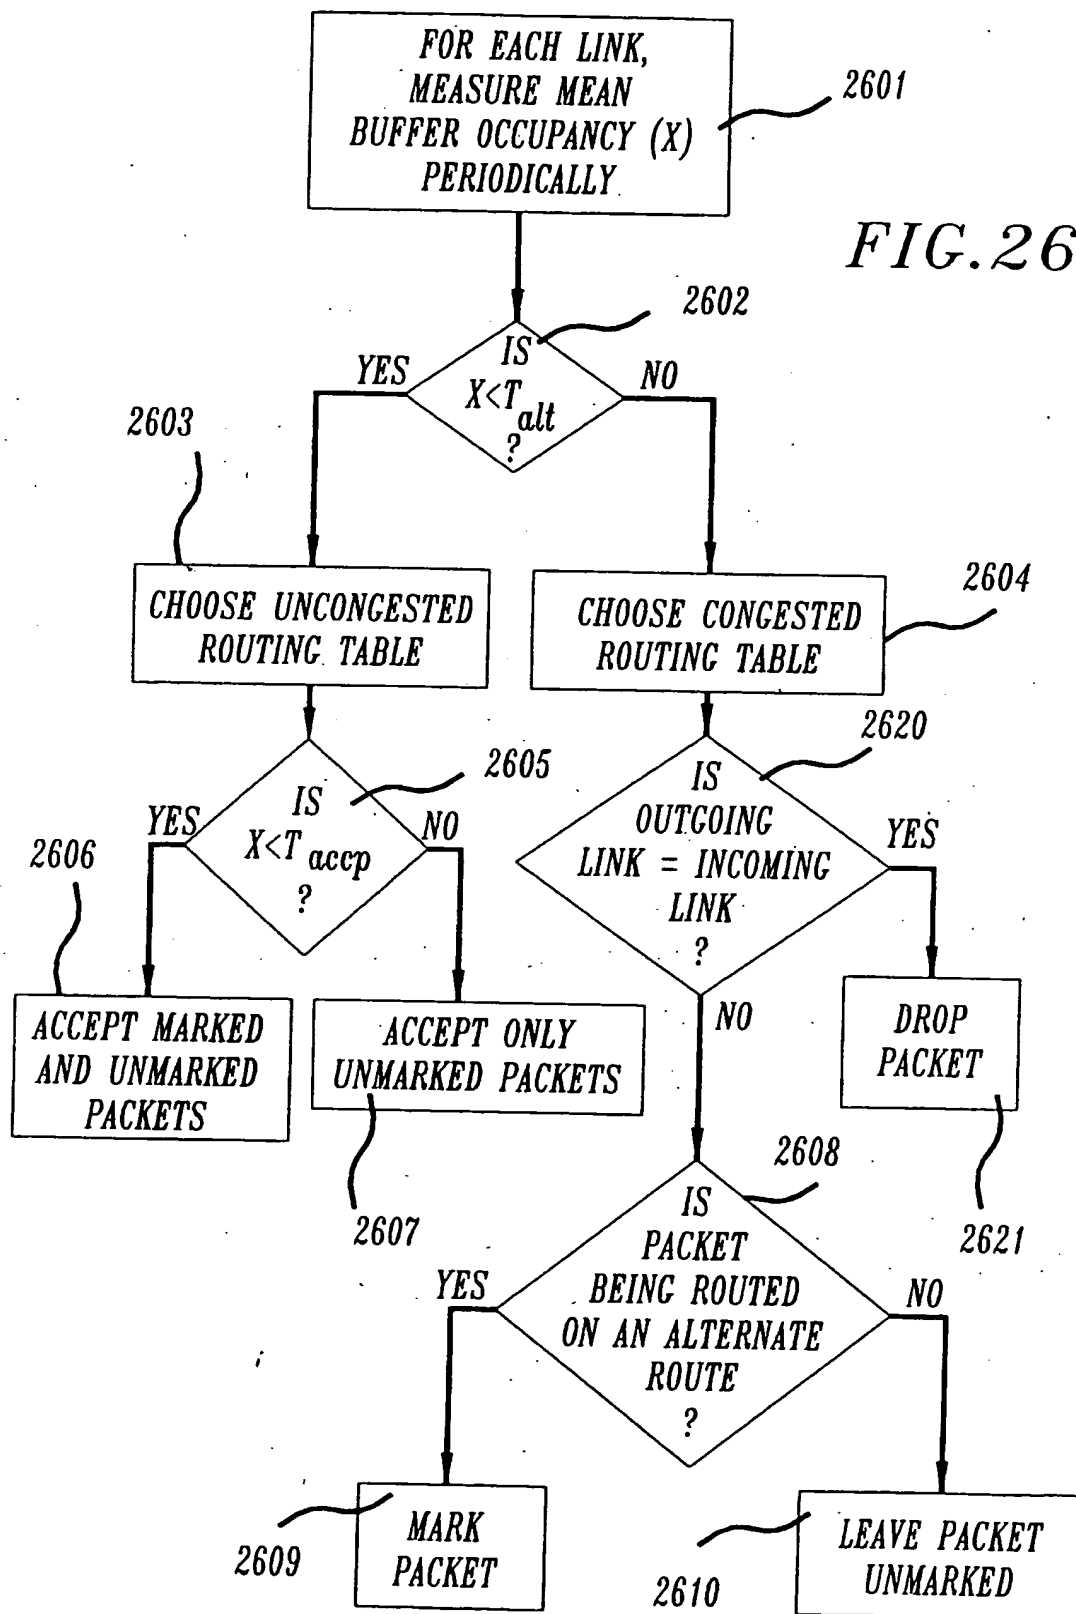 FOR EACH LINK,
MEASURE MEAN
BUFFER OCCUPANCY (X)
PERIODICALLY
2601
FIG.26
2602
IS
X<T alt
?
YES
NO
2603
CHOOSE UNCONGESTED
ROUTING TABLE
CHOOSE CONGESTED
ROUTING TABLE
2604
2605
IS
X<T accp
?
YES
NO
2620
IS
OUTGOING
LINK = INCOMING
LINK
?
YES
NO
2606
ACCEPT MARKED
AND UNMARKED
PACKETS
ACCEPT ONLY
UNMARKED PACKETS
2607
DROP
PACKET
2621
2608
IS
PACKET
BEING ROUTED
ON AN ALTERNATE
ROUTE
?
YES
NO
MARK
PACKET
2609
LEAVE PACKET
UNMARKED
2610